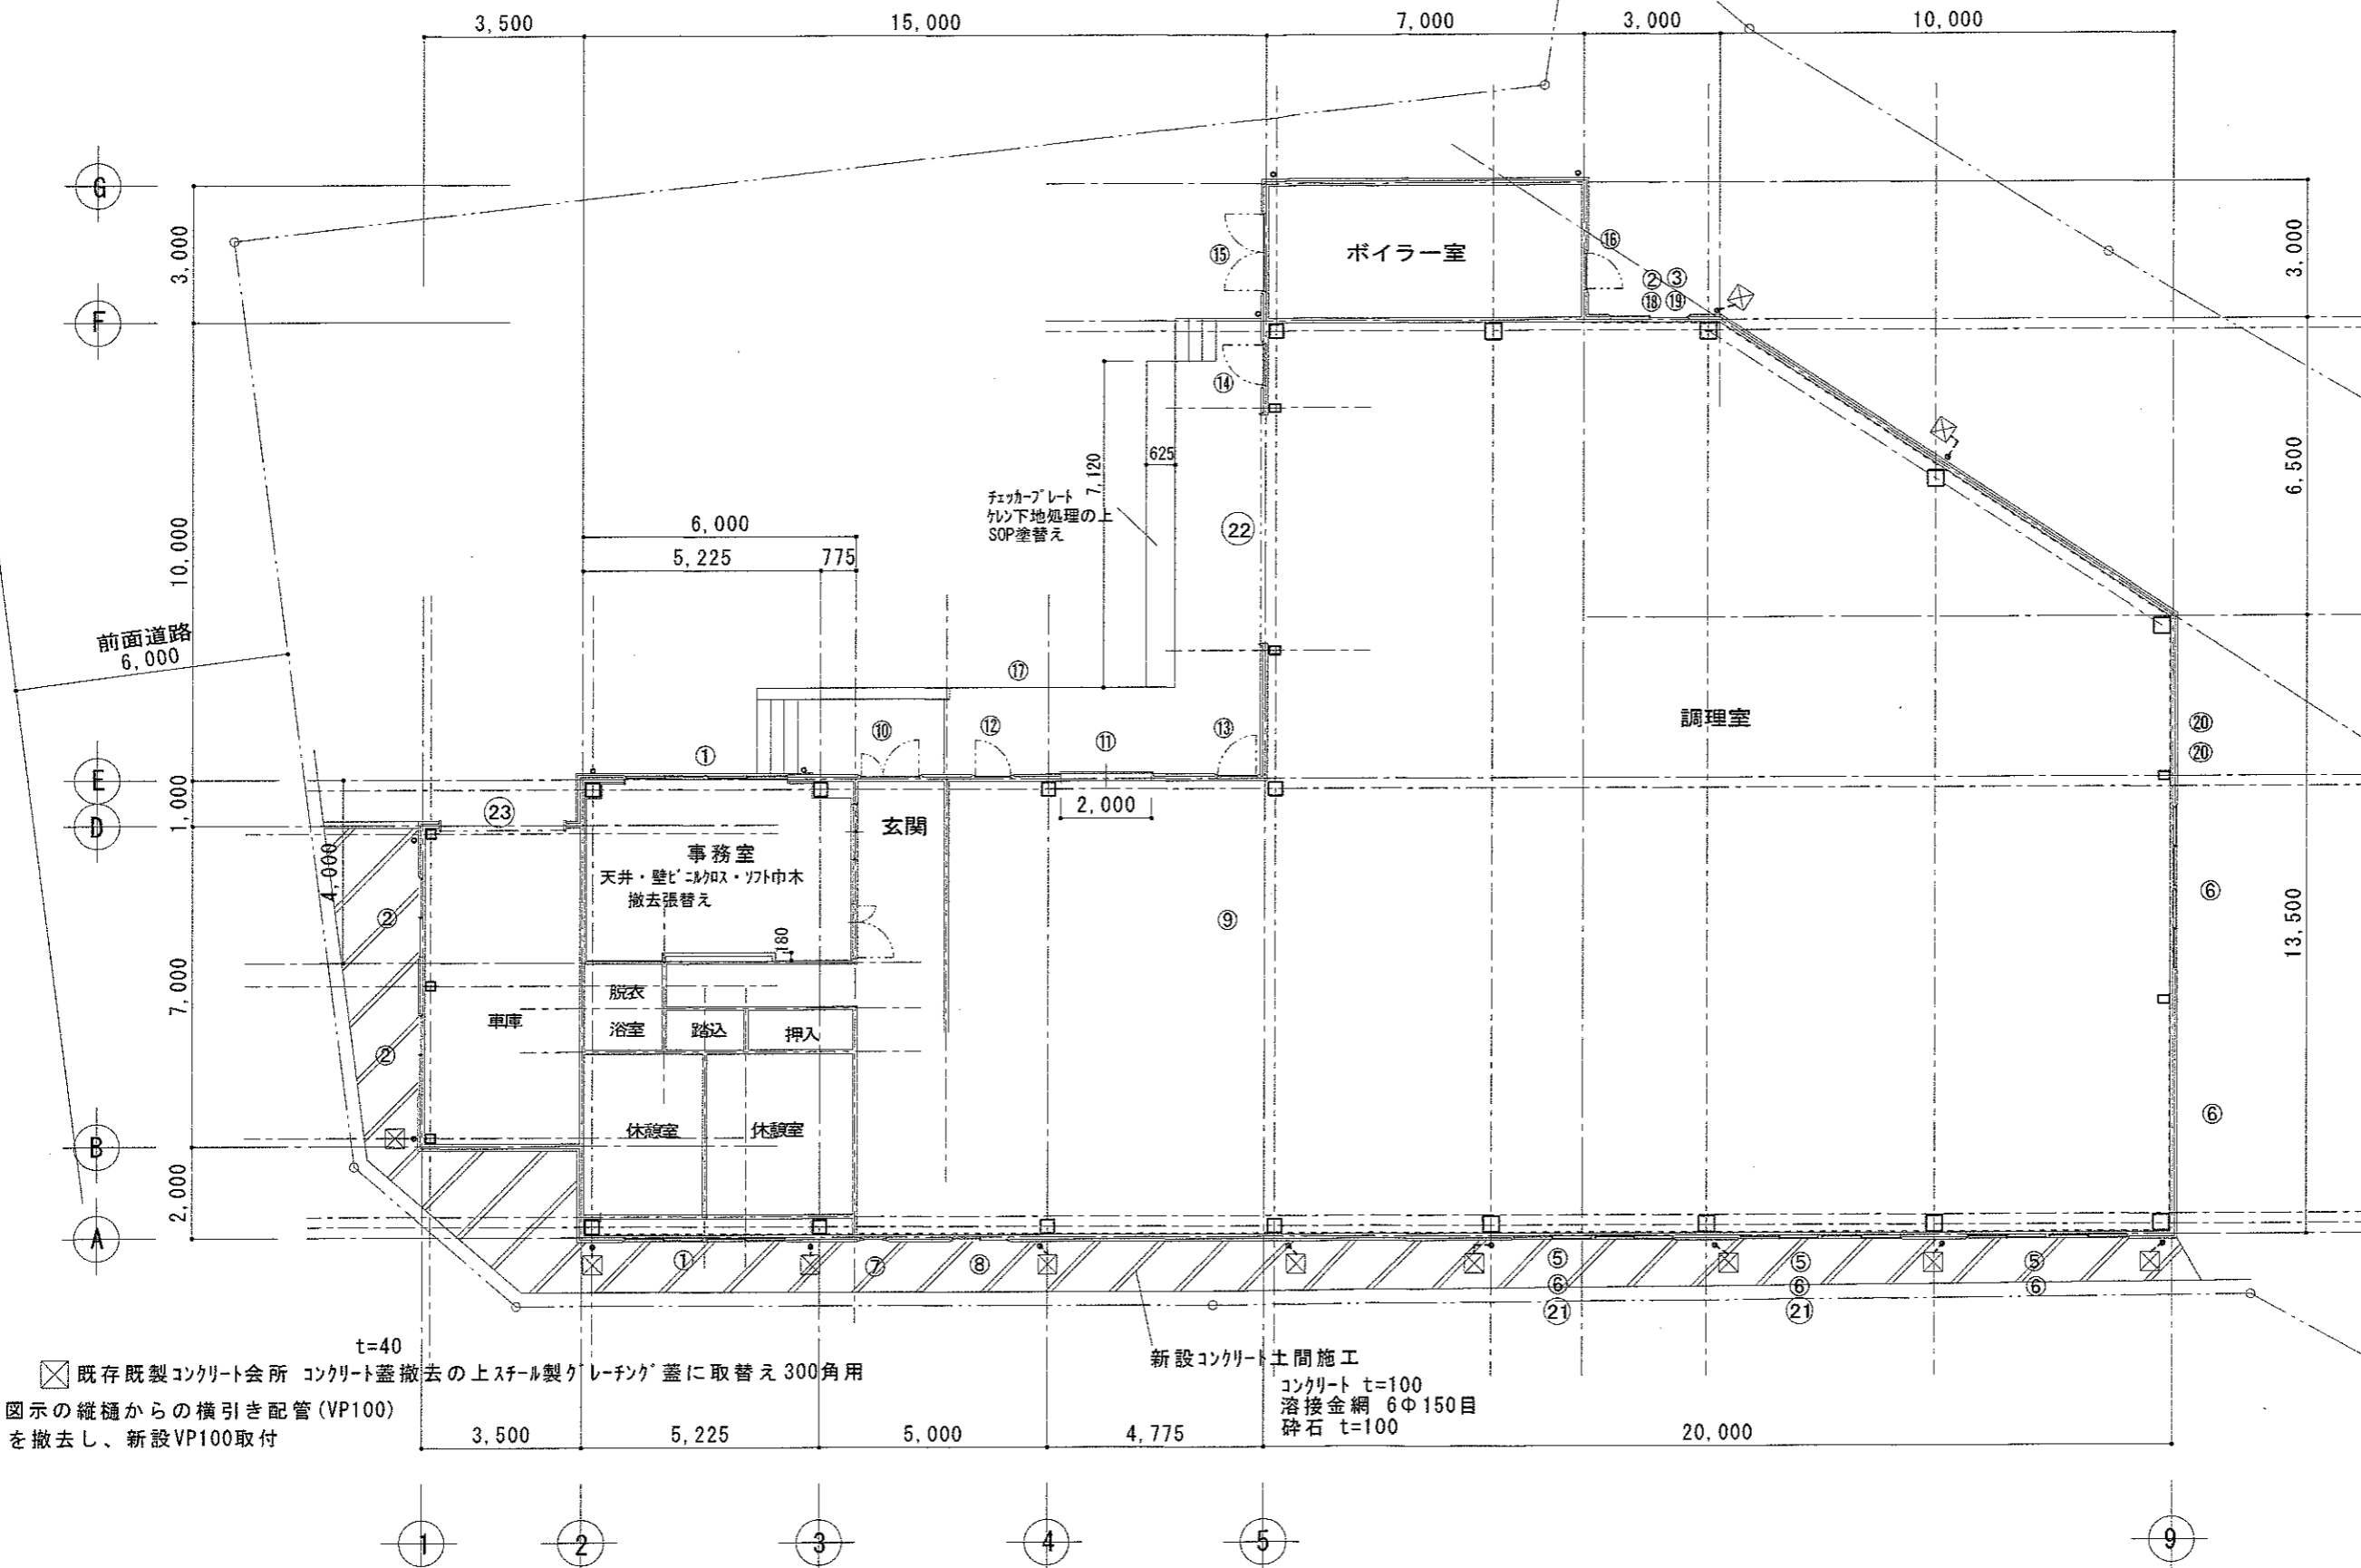 3,500
15,000
7,000
3,000
10,000
G
3,000
ボイラー室
⑮
⑯
② ③
⑱ ⑲
3,000
F
⑭
10,000
6,500
7,120
625
チェッカープレート
ケレン下地処理の上
SOP塗替え
㉒
6,000
5,225
775
前面道路
6,000
⑰
調理室
⑳
⑳
①
⑩
⑫
⑪
⑬
E
1,000
D
㉓
2,000
玄関
事務室
天井・壁ビニルクロス・ソフト巾木
撤去張替え
4,000
②
180
⑨
⑥
13,500
7,000
脱衣
車庫
浴室
踏込
押入
②
休憩室
休憩室
⑥
B
2,000
A
①
⑦
⑧
⑤
⑤
⑤
⑥
⑥
⑥
㉑
㉑
t=40
既存既製コンクリート会所 コンクリート蓋撤去の上スチール製グレーチング蓋に取替え 300角用
図示の縦樋からの横引き配管(VP100)
を撤去し、新設VP100取付
新設コンクリート土間施工
コンクリート t=100
溶接金網 6Φ150目
砕石 t=100
3,500
5,225
5,000
4,775
20,000
1
2
3
4
5
9